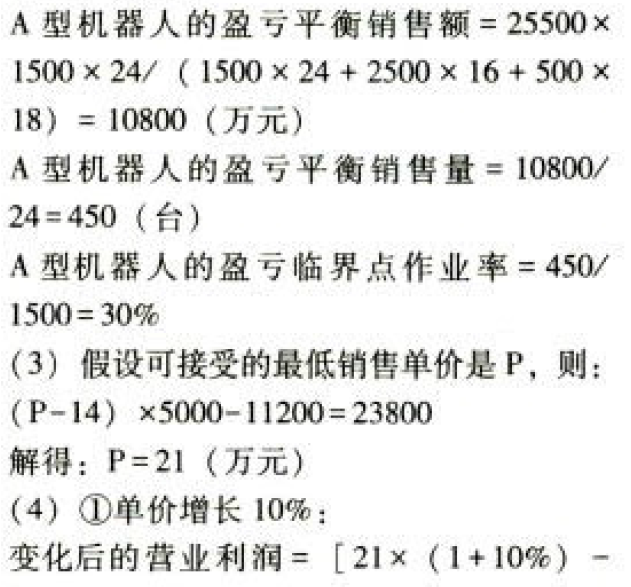 A 型机器人的盈亏平衡销售额 = 25500×
1500×24/（1500×24+2500×16+500×
18）= 10800（万元）
A 型机器人的盈亏平衡销售量 = 10800/
24=450（台）
A 型机器人的盈亏临界点作业率 = 450/
1500=30%
（3）假设可接受的最低销售单价是 P，则：
（P-14）×5000-11200=23800
解得：P=21（万元）
（4）①单价增长 10%：
变化后的营业利润 =［21×（1+10%）-